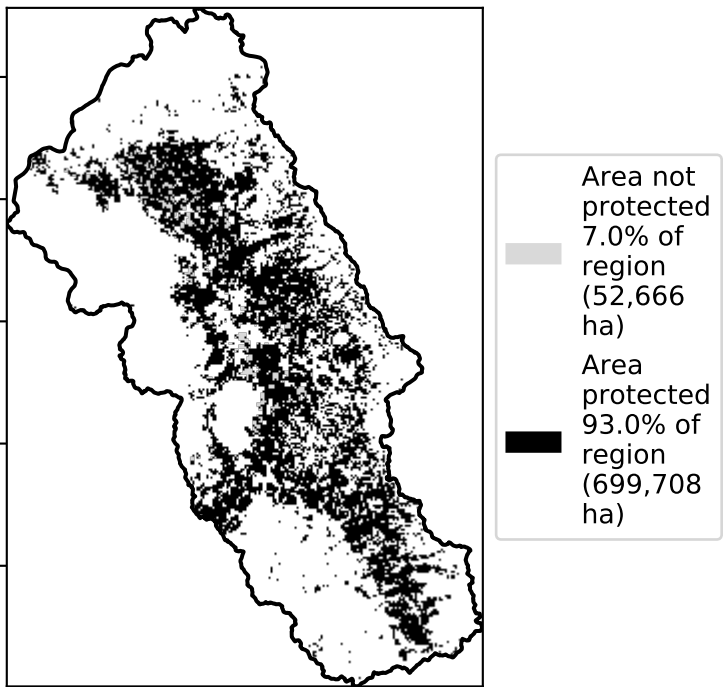 Area not
protected
7.0% of
region
(52,666
ha)
Area
protected
93.0% of
region
(699,708
ha)